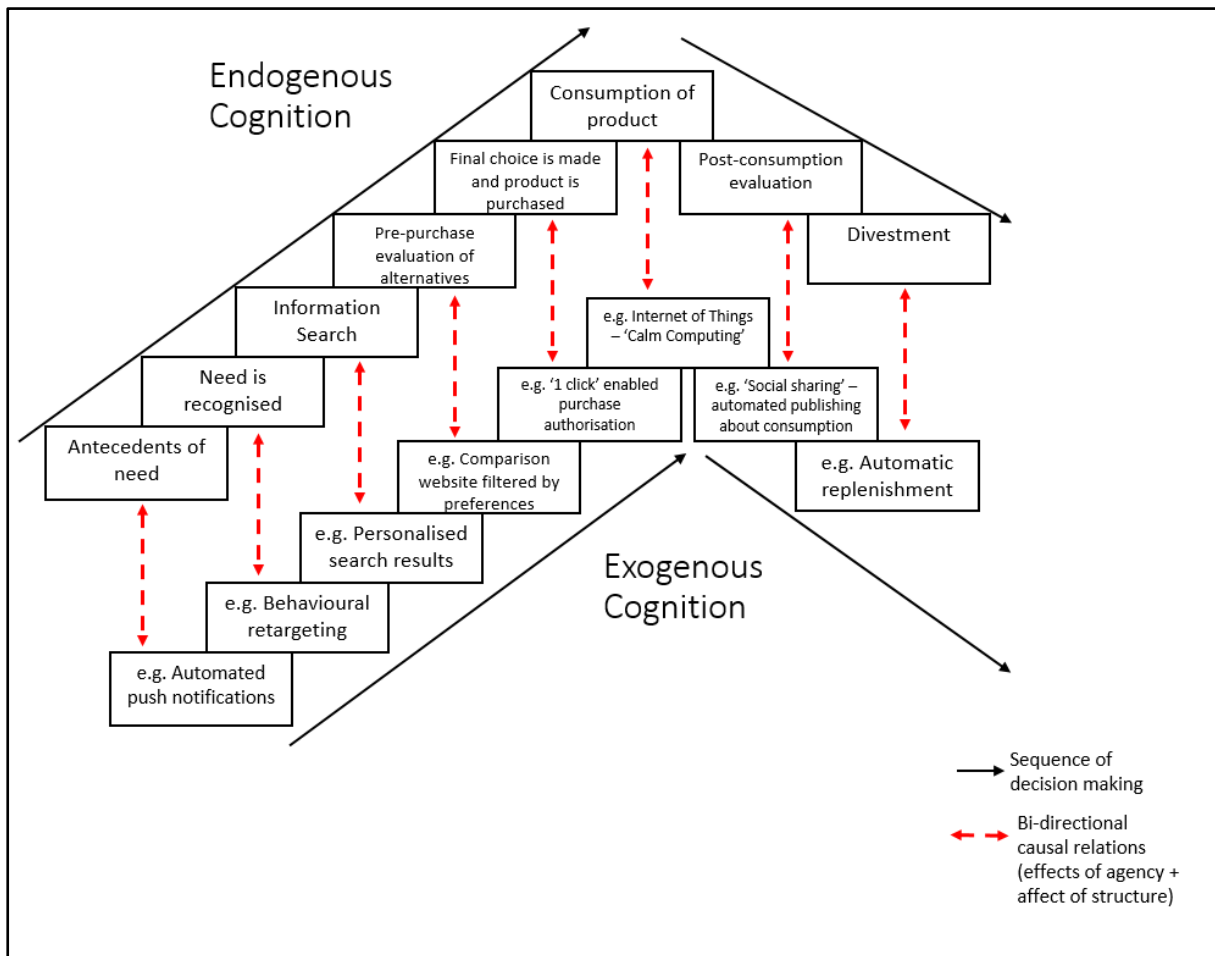 Endogenous
Cognition
Consumption of
product
Final choice is made
and product is
purchased
Post-consumption
evaluation
Pre-purchase
evaluation of
alternatives
Divestment
Information
Search
e.g. Internet of Things
– ‘Calm Computing’
Need is
recognised
e.g. ‘1 click’ enabled
purchase
authorisation
e.g. ‘Social sharing’ –
automated publishing
about consumption
Antecedents of
need
e.g. Comparison
website filtered by
preferences
e.g. Automatic
replenishment
e.g. Personalised
search results
Exogenous
Cognition
e.g. Behavioural
retargeting
e.g. Automated
push notifications
Sequence of
decision making
Bi-directional
causal relations
(effects of agency +
affect of structure)